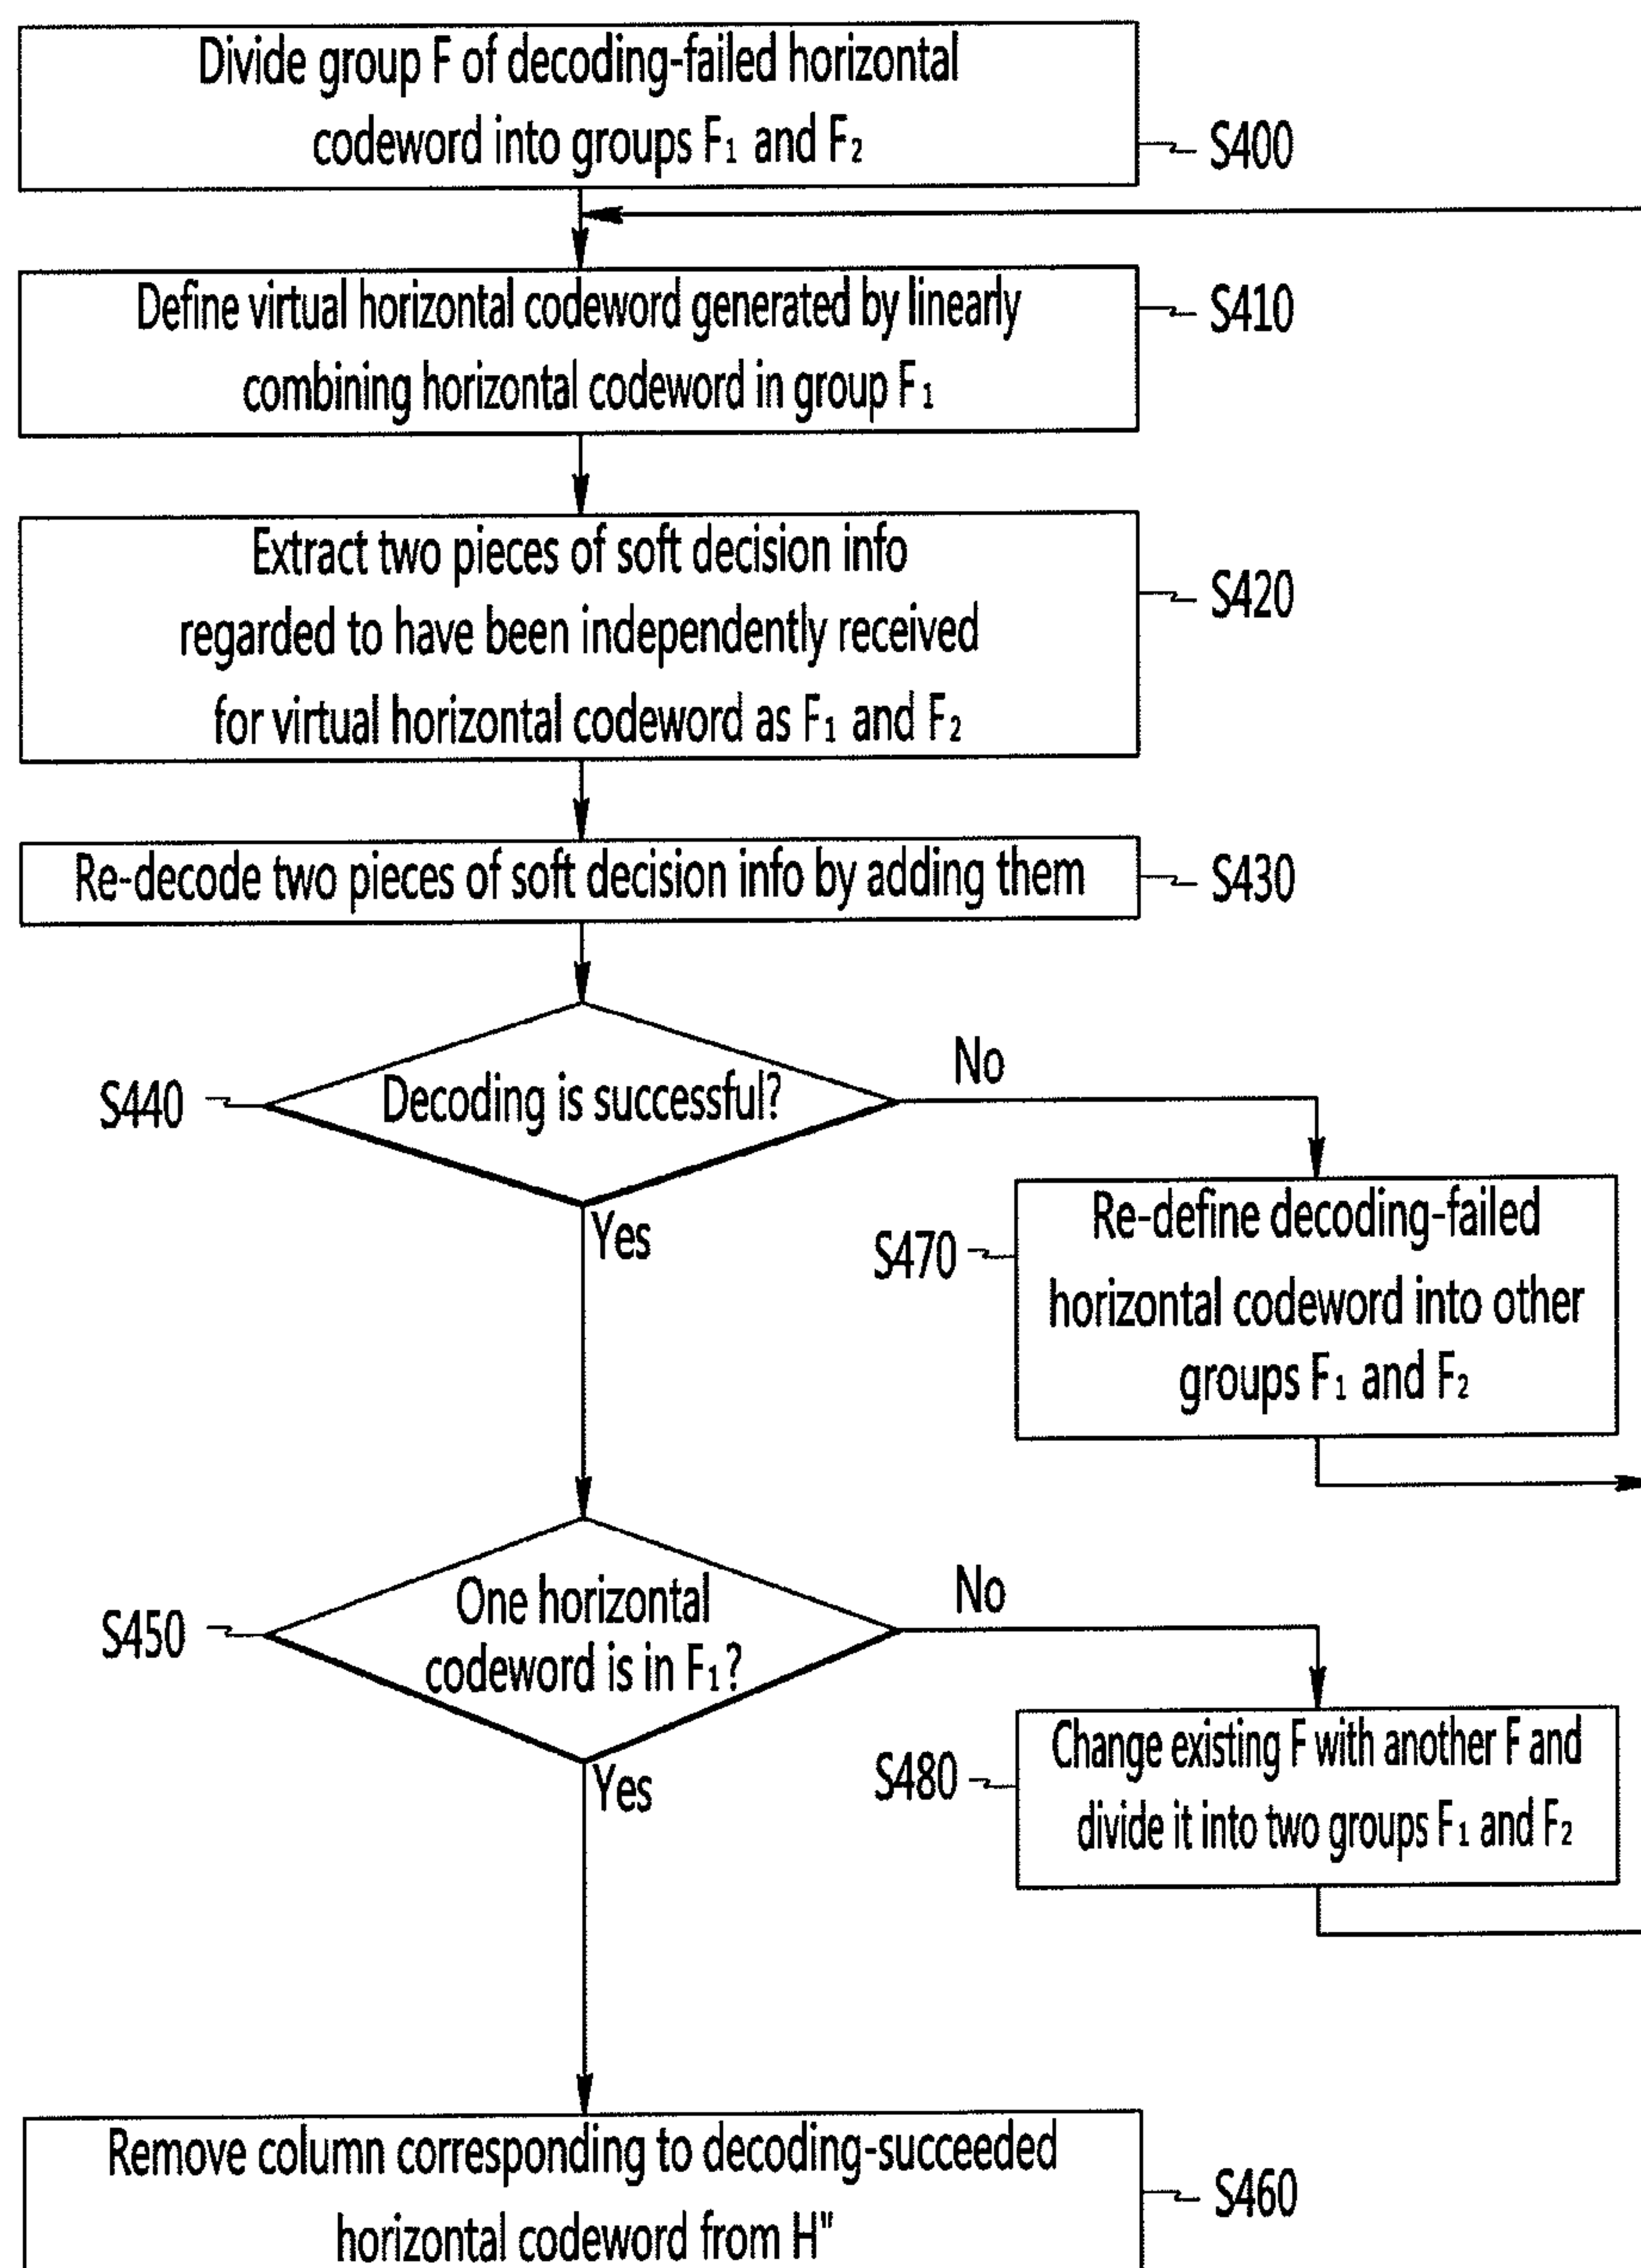 Divide group F of decoding-failed horizontal
codeword into groups F₁ and F₂
S400
Define virtual horizontal codeword generated by linearly
combining horizontal codeword in group F₁
S410
Extract two pieces of soft decision info
regarded to have been independently received
for virtual horizontal codeword as F₁ and F₂
S420
Re-decode two pieces of soft decision info by adding them
S430
S440
Decoding is successful?
No
Yes
S470
Re-define decoding-failed
horizontal codeword into other
groups F₁ and F₂
S450
One horizontal
codeword is in F₁?
No
Yes
S480
Change existing F with another F and
divide it into two groups F₁ and F₂
Remove column corresponding to decoding-succeeded
horizontal codeword from H"
S460